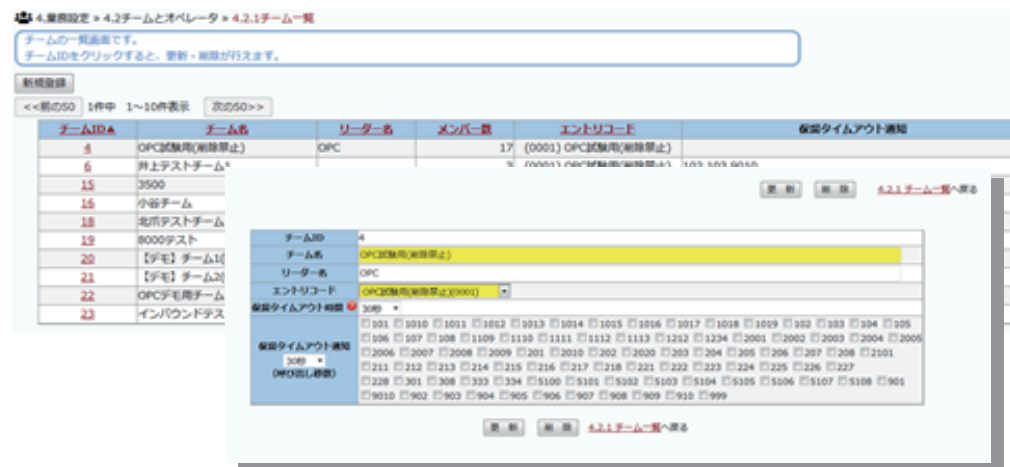 4.業務設定 » 4.2チームとオペレータ » 4.2.1チーム一覧
チームの一覧画面です。
チームIDをクリックすると、更新・削除が行えます。
新規登録
<<前の50 1件中 1～10件表示 次の50>>
チームID▲ チーム名 リーダー名 メンバー数 エントリコード 保留タイムアウト通知
4 OPC試験用(削除禁止) OPC 17 (0001) OPC試験用(削除禁止)
6 井上テストチーム 3 (0001) OPC試験用(削除禁止) 102,103,9010
15 3500
16 小谷チーム
18 北爪テストチーム
19 8000テスト
20 【デモ】チーム1(
21 【デモ】チーム2(
22 OPCデモ用チーム
23 インバウンドテス
更 新 削 除 4.2.1 チーム一覧へ戻る
チームID 4
チーム名 OPC試験用(削除禁止)
リーダー名 OPC
エントリコード OPC試験用(削除禁止)(0001)
保留タイムアウト時間 30秒
保留タイムアウト通知
30秒
(呼び出し秒数)
101 1010 1011 1012 1013 1014 1015 1016 1017 1018 1019 102 103 104 105
106 107 108 1109 1110 1111 1112 1113 1212 1234 2001 2002 2003 2004 2005
2006 2007 2008 2009 201 2010 202 2020 203 204 205 206 207 208 2101
211 212 213 214 215 216 217 218 221 222 223 224 225 226 227
228 301 308 333 334 5100 5101 5102 5103 5104 5105 5106 5107 5108 901
9010 902 903 904 905 906 907 908 909 910 999
更 新 削 除 4.2.1 チーム一覧へ戻る